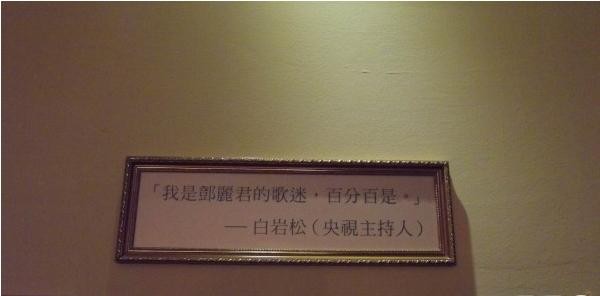 「我是鄧麗君的歌迷，百分百是。」
— 白岩松（央視主持人）